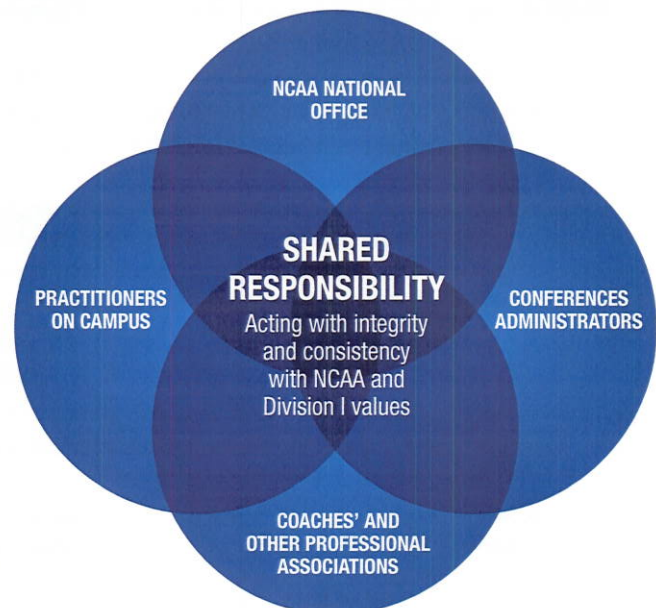 NCAA NATIONAL
OFFICE
SHARED
RESPONSIBILITY
Acting with integrity
and consistency
with NCAA and
Division I values
PRACTITIONERS
ON CAMPUS
CONFERENCES
ADMINISTRATORS
COACHES' AND
OTHER PROFESSIONAL
ASSOCIATIONS